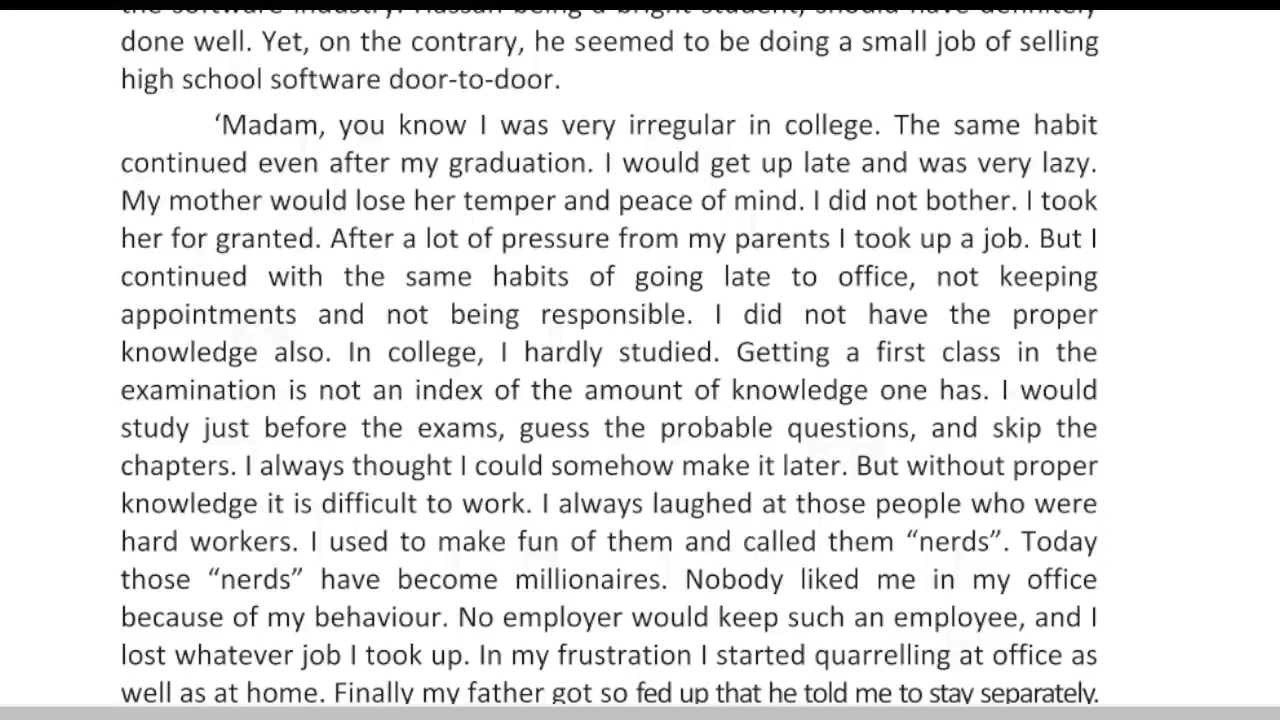 the software industry. Hassan being a bright student, should have definitely
done well. Yet, on the contrary, he seemed to be doing a small job of selling
high school software door-to-door.
‘Madam, you know I was very irregular in college. The same habit
continued even after my graduation. I would get up late and was very lazy.
My mother would lose her temper and peace of mind. I did not bother. I took
her for granted. After a lot of pressure from my parents I took up a job. But I
continued with the same habits of going late to office, not keeping
appointments and not being responsible. I did not have the proper
knowledge also. In college, I hardly studied. Getting a first class in the
examination is not an index of the amount of knowledge one has. I would
study just before the exams, guess the probable questions, and skip the
chapters. I always thought I could somehow make it later. But without proper
knowledge it is difficult to work. I always laughed at those people who were
hard workers. I used to make fun of them and called them “nerds”. Today
those “nerds” have become millionaires. Nobody liked me in my office
because of my behaviour. No employer would keep such an employee, and I
lost whatever job I took up. In my frustration I started quarrelling at office as
well as at home. Finally my father got so fed up that he told me to stay separately.